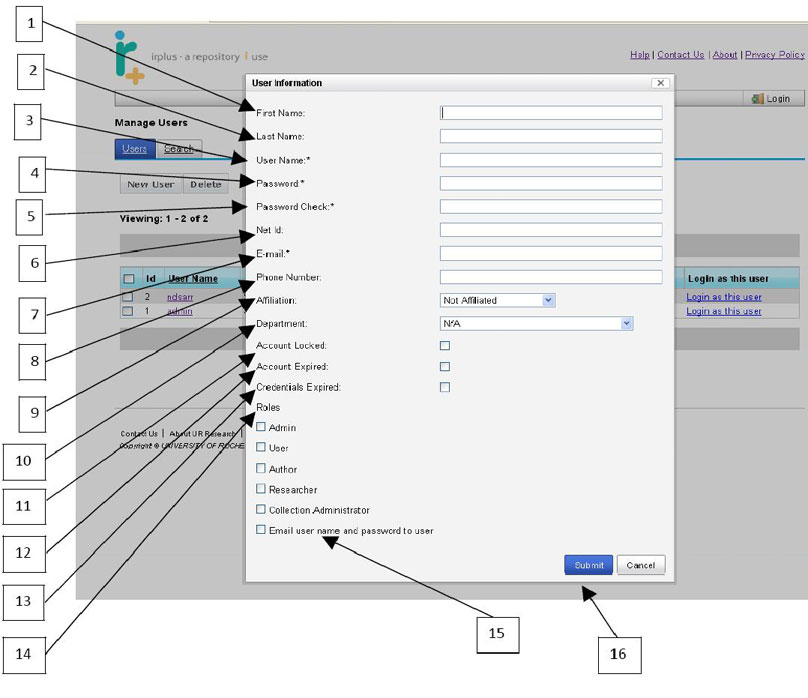 1
2
3
4
5
6
7
8
9
10
11
12
13
14
15
16
ir+
irplus - a repository i use
Help | Contact Us | About | Privacy Policy
Login
Manage Users
Users Search
New User Delete
Viewing: 1 - 2 of 2
Id User Name Login as this user
2 ndsarr Login as this user
1 admin Login as this user
Contact Us | About UR Research |
Copyright © UNIVERSITY OF ROCHE
User Information
First Name:
Last Name:
User Name:*
Password:*
Password Check:*
Net Id:
E-mail:*
Phone Number:
Affiliation: Not Affiliated
Department: N/A
Account Locked:
Account Expired:
Credentials Expired:
Roles
Admin
User
Author
Researcher
Collection Administrator
Email user name and password to user
Submit Cancel